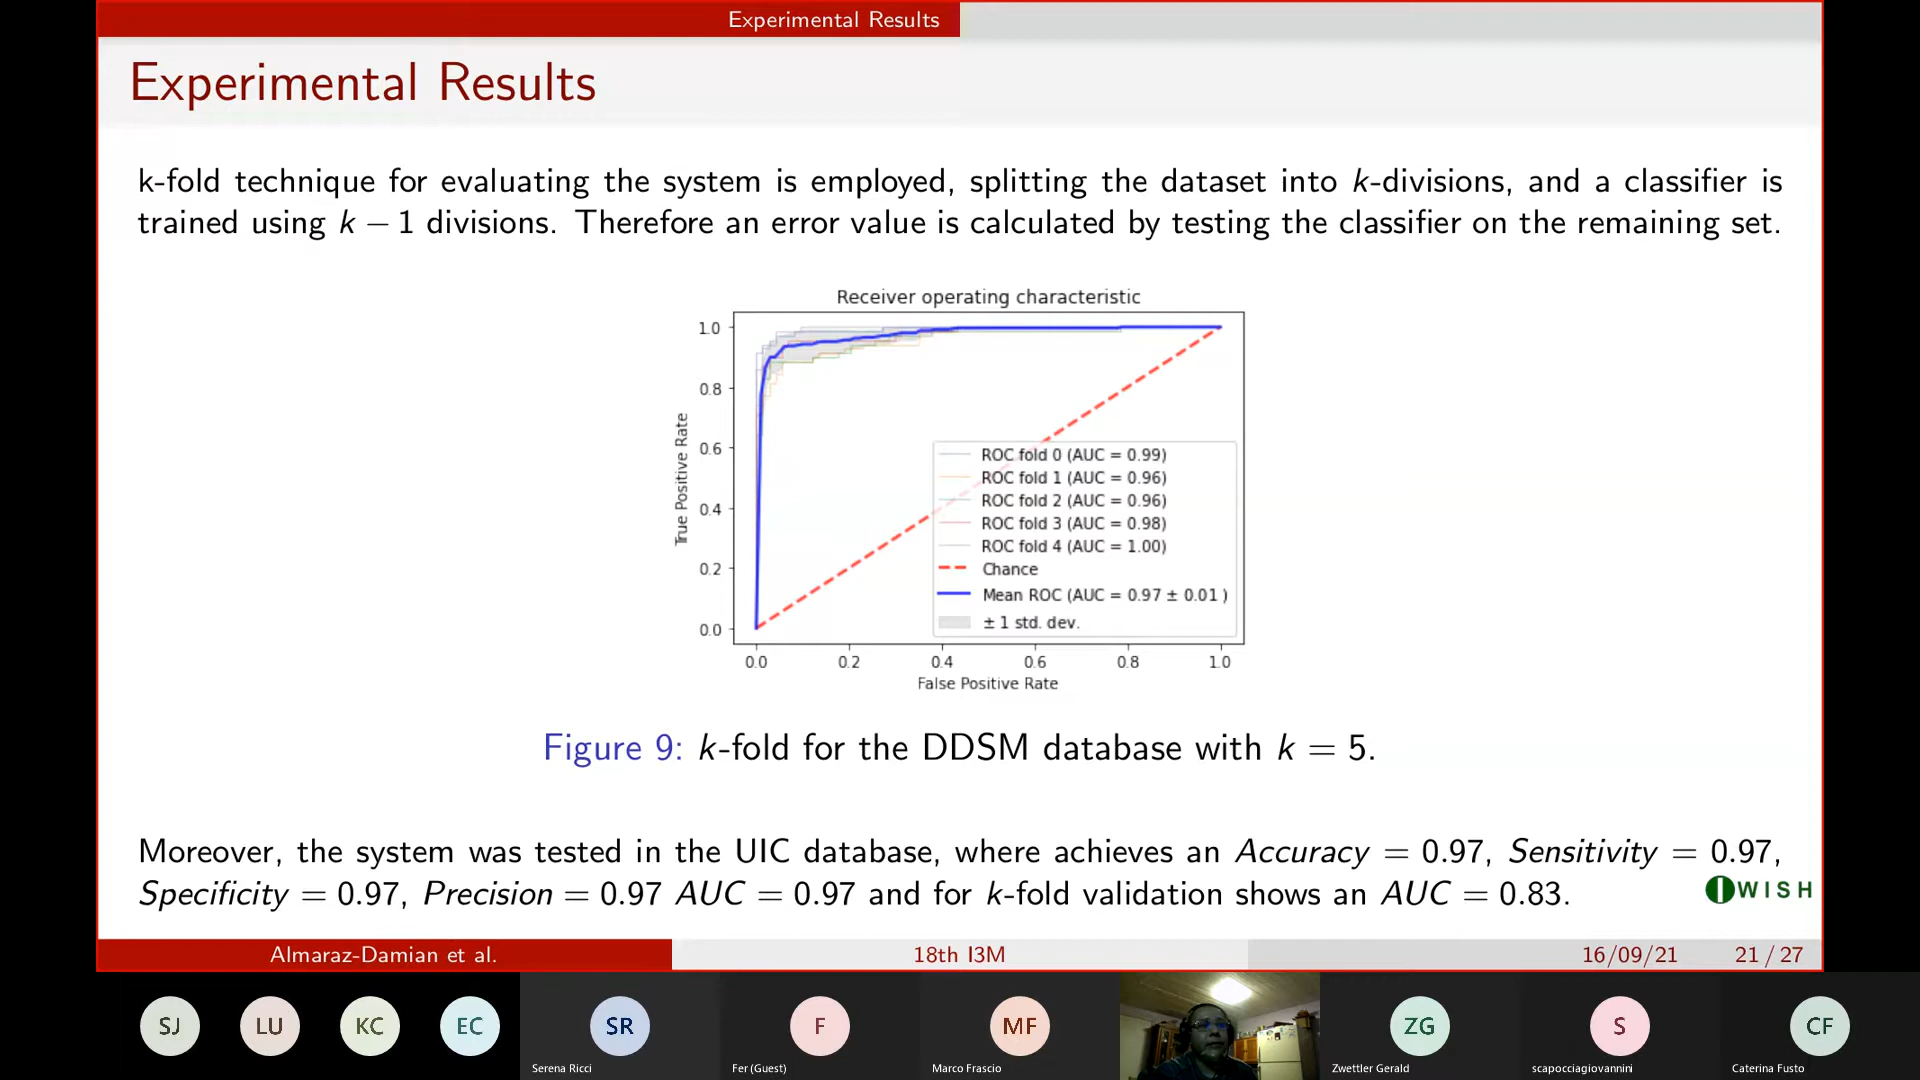 Experimental Results
Experimental Results
k-fold technique for evaluating the system is employed, splitting the dataset into k-divisions, and a classifier is
trained using k − 1 divisions. Therefore an error value is calculated by testing the classifier on the remaining set.
Receiver operating characteristic
True Positive Rate
1.0
0.8
0.6
0.4
0.2
0.0
ROC fold 0 (AUC = 0.99)
ROC fold 1 (AUC = 0.96)
ROC fold 2 (AUC = 0.96)
ROC fold 3 (AUC = 0.98)
ROC fold 4 (AUC = 1.00)
Chance
Mean ROC (AUC = 0.97 ± 0.01 )
± 1 std. dev.
0.0 0.2 0.4 0.6 0.8 1.0
False Positive Rate
Figure 9: k-fold for the DDSM database with k = 5.
Moreover, the system was tested in the UIC database, where achieves an Accuracy = 0.97, Sensitivity = 0.97,
Specificity = 0.97, Precision = 0.97 AUC = 0.97 and for k-fold validation shows an AUC = 0.83.
IWISH
Almaraz-Damian et al. 18th I3M 16/09/21 21 / 27
SJ LU KC EC SR F MF ZG S CF
Serena Ricci Fer (Guest) Marco Frascio Zwettler Gerald scapocciagiovannini Caterina Fusto